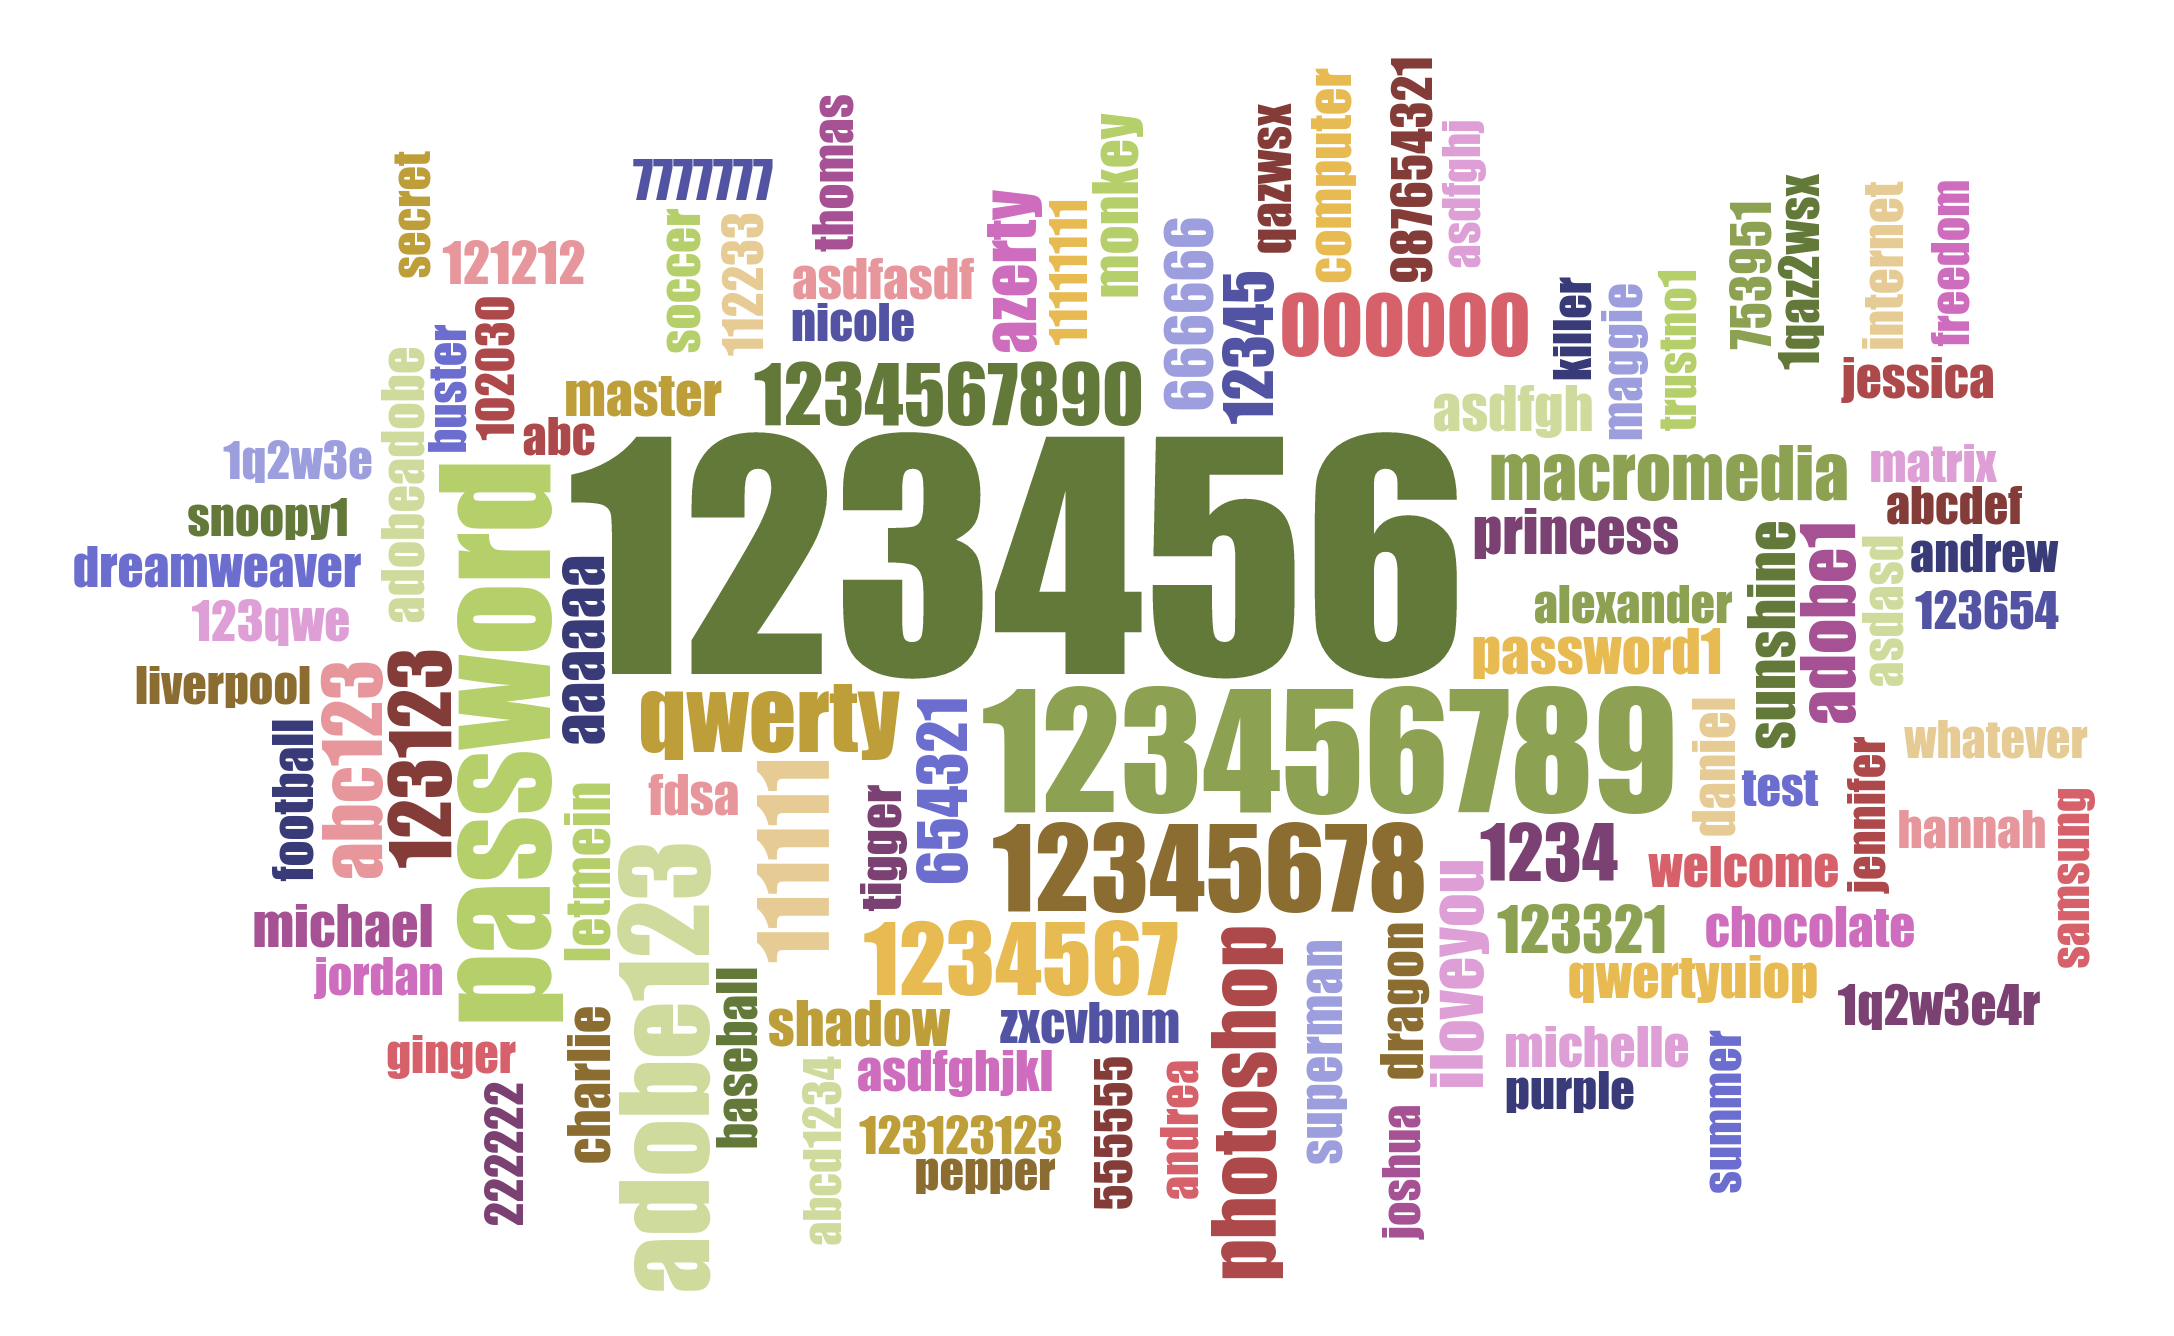 secret
121212
7777777
thomas
soccer
112233
asdfasdf
nicole
azerty
11111111
monkey
666666
qazwsx
computer
987654321
asdfghj
12345
000000
killer
maggie
trustno1
753951
1qaz2wsx
internet
freedom
jessica
adobeadobe
buster
102030
abc
master
1234567890
asdfgh
1q2w3e
snoopy1
dreamweaver
123qwe
liverpool
password
aaaaaa
123456
macromedia
princess
matrix
abcdef
andrew
123654
sunshine
adobe1
asdasd
alexander
password1
football
abc123
123123
qwerty
654321
123456789
daniel
test
jennifer
whatever
hannah
samsung
michael
jordan
letmein
fdsa
111111
tigger
12345678
1234
welcome
iloveyou
123321
chocolate
qwertyuiop
1q2w3e4r
ginger
222222
charlie
adobe123
baseball
1234567
shadow
zxcvbnm
asdfghjkl
abcd1234
123123123
pepper
555555
andrea
photoshop
superman
dragon
joshua
michelle
purple
summer